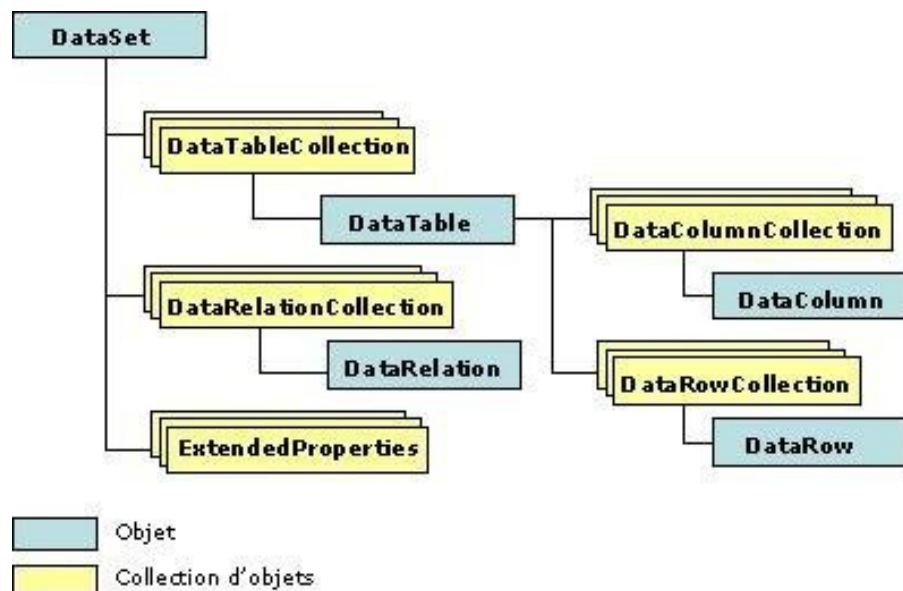 DataSet
DataTableCollection
DataTable
DataColumnCollection
DataColumn
DataRelationCollection
DataRelation
DataRowCollection
DataRow
ExtendedProperties
Objet
Collection d'objets